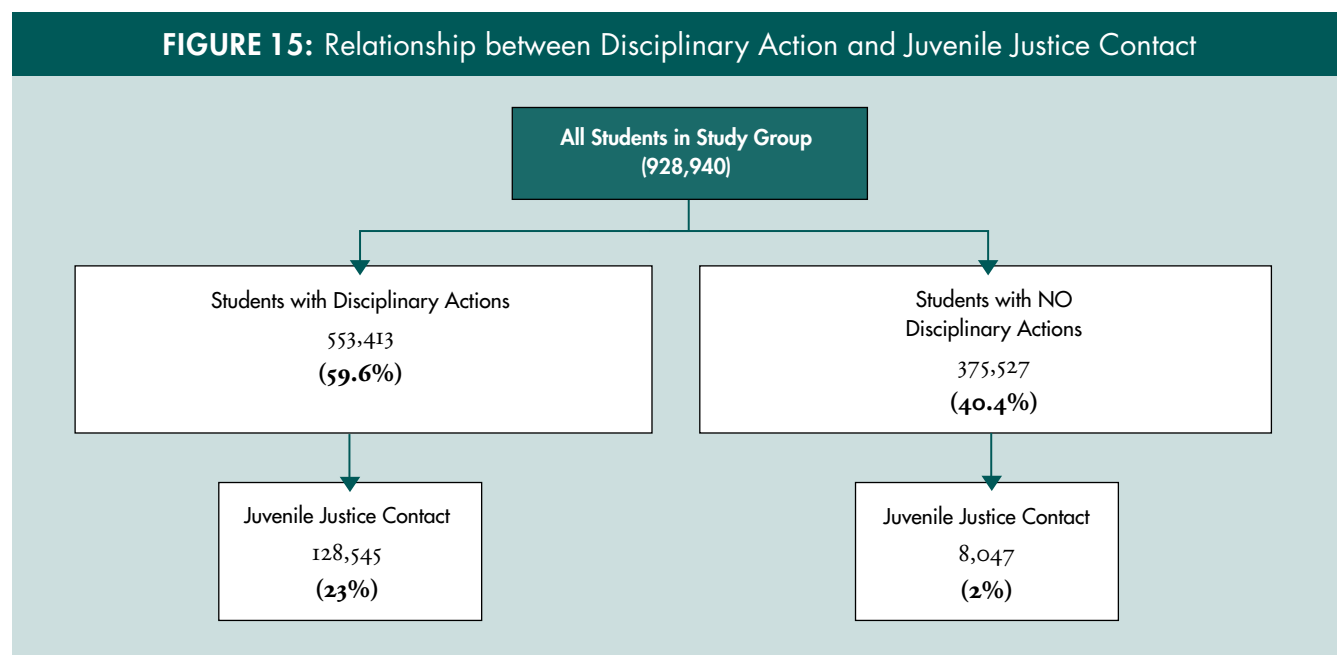 FIGURE 15: Relationship between Disciplinary Action and Juvenile Justice Contact
All Students in Study Group
(928,940)
Students with Disciplinary Actions
553,413
(59.6%)
Students with NO
Disciplinary Actions
375,527
(40.4%)
Juvenile Justice Contact
128,545
(23%)
Juvenile Justice Contact
8,047
(2%)